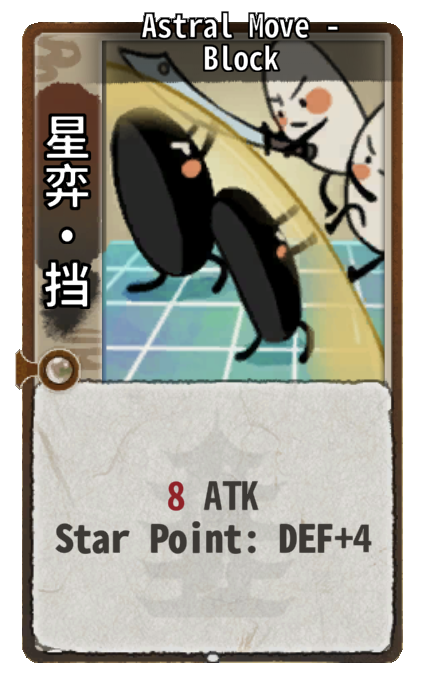 Astral Move -
Block
星弈・挡
8 ATK
Star Point: DEF+4